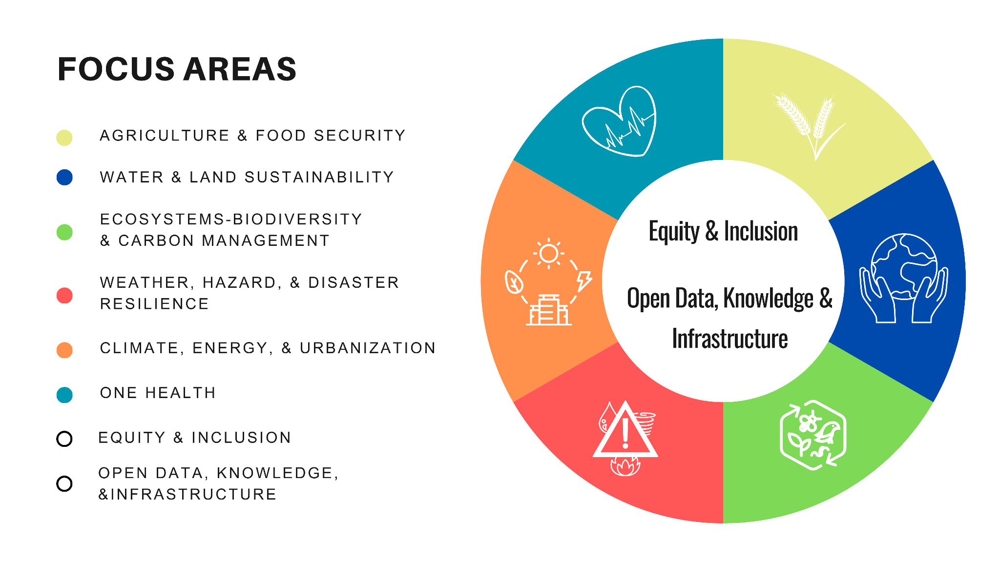 FOCUS AREAS
AGRICULTURE & FOOD SECURITY
WATER & LAND SUSTAINABILITY
ECOSYSTEMS-BIODIVERSITY
& CARBON MANAGEMENT
WEATHER, HAZARD, & DISASTER
RESILIENCE
CLIMATE, ENERGY, & URBANIZATION
ONE HEALTH
EQUITY & INCLUSION
OPEN DATA, KNOWLEDGE,
&INFRASTRUCTURE
Equity & Inclusion
Open Data, Knowledge &
Infrastructure